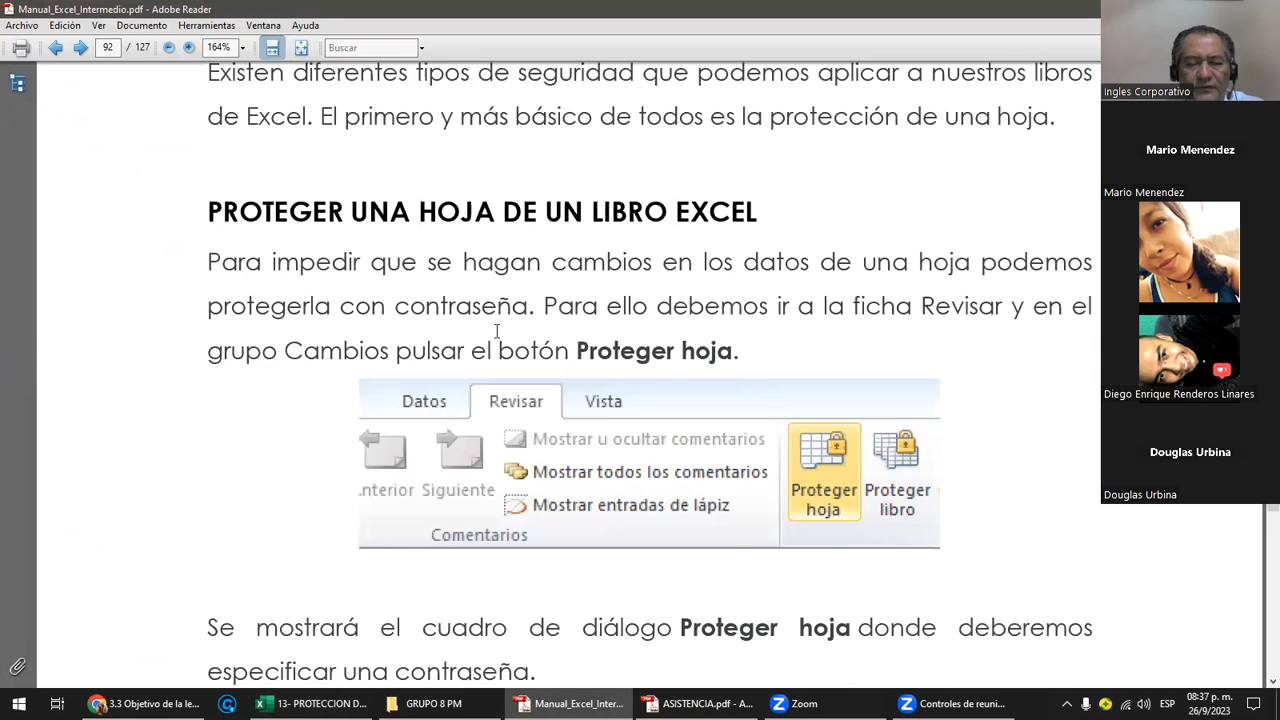 Manual_Excel_Intermedio.pdf - Adobe Reader
Archivo Edición Ver Documento Herramientas Ventana Ayuda
92 / 127 164% Buscar
Existen diferentes tipos de seguridad que podemos aplicar a nuestros libros
de Excel. El primero y más básico de todos es la protección de una hoja.
PROTEGER UNA HOJA DE UN LIBRO EXCEL
Para impedir que se hagan cambios en los datos de una hoja podemos
protegerla con contraseña. Para ello debemos ir a la ficha Revisar y en el
grupo Cambios pulsar el botón Proteger hoja.
Datos Revisar Vista
Mostrar u ocultar comentarios
Mostrar todos los comentarios
Mostrar entradas de lápiz
.nterior Siguiente
Comentarios
Proteger
hoja
Proteger
libro
Se mostrará el cuadro de diálogo Proteger hoja donde deberemos
especificar una contraseña.
Ingles Corporativo
Mario Menendez
Mario Menendez
Diego Enrique Renderos Linares
Douglas Urbina
Douglas Urbina
3.3 Objetivo de la le... 13- PROTECCION D... GRUPO 8 PM Manual_Excel_Inter... ASISTENCIA.pdf - A... Zoom Controles de reuni... ESP 08:37 p. m.
26/9/2023